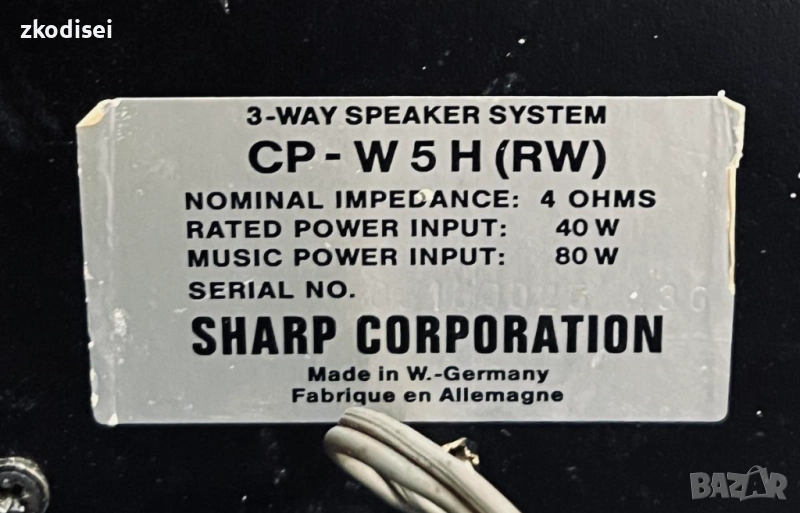 zkodisei
3-WAY SPEAKER SYSTEM
CP - W 5 H (RW)
NOMINAL IMPEDANCE: 4 OHMS
RATED POWER INPUT: 40 W
MUSIC POWER INPUT: 80 W
SERIAL NO.
SHARP CORPORATION
Made in W.-Germany
Fabrique en Allemagne
BAZAR